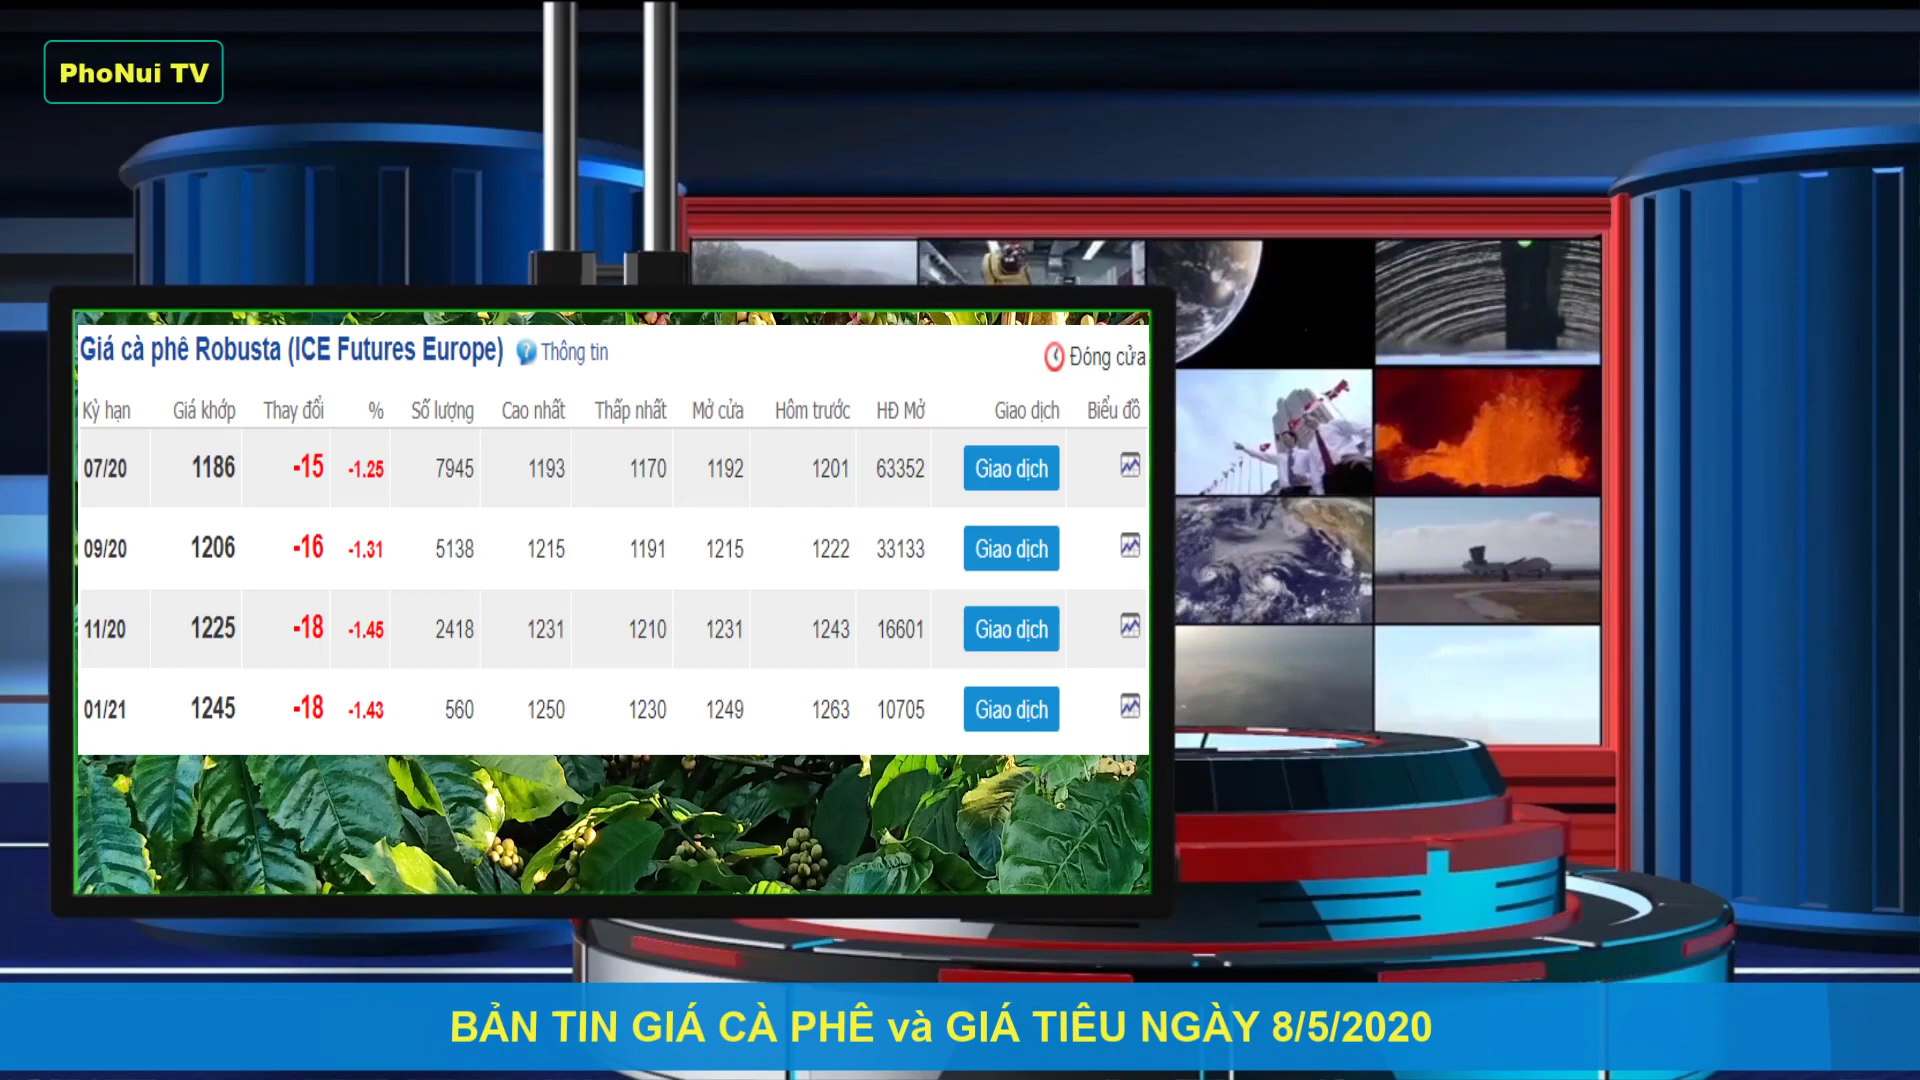 PhoNui TV
Giá cà phê Robusta (ICE Futures Europe) ? Thông tin Đóng cửa
Kỳ hạn Giá khớp Thay đổi % Số lượng Cao nhất Thấp nhất Mở cửa Hôm trước HĐ Mở Giao dịch Biểu đồ
07/20 1186 -15 -1.25 7945 1193 1170 1192 1201 63352 Giao dịch
09/20 1206 -16 -1.31 5138 1215 1191 1215 1222 33133 Giao dịch
11/20 1225 -18 -1.45 2418 1231 1210 1231 1243 16601 Giao dịch
01/21 1245 -18 -1.43 560 1250 1230 1249 1263 10705 Giao dịch
BẢN TIN GIÁ CÀ PHÊ và GIÁ TIÊU NGÀY 8/5/2020